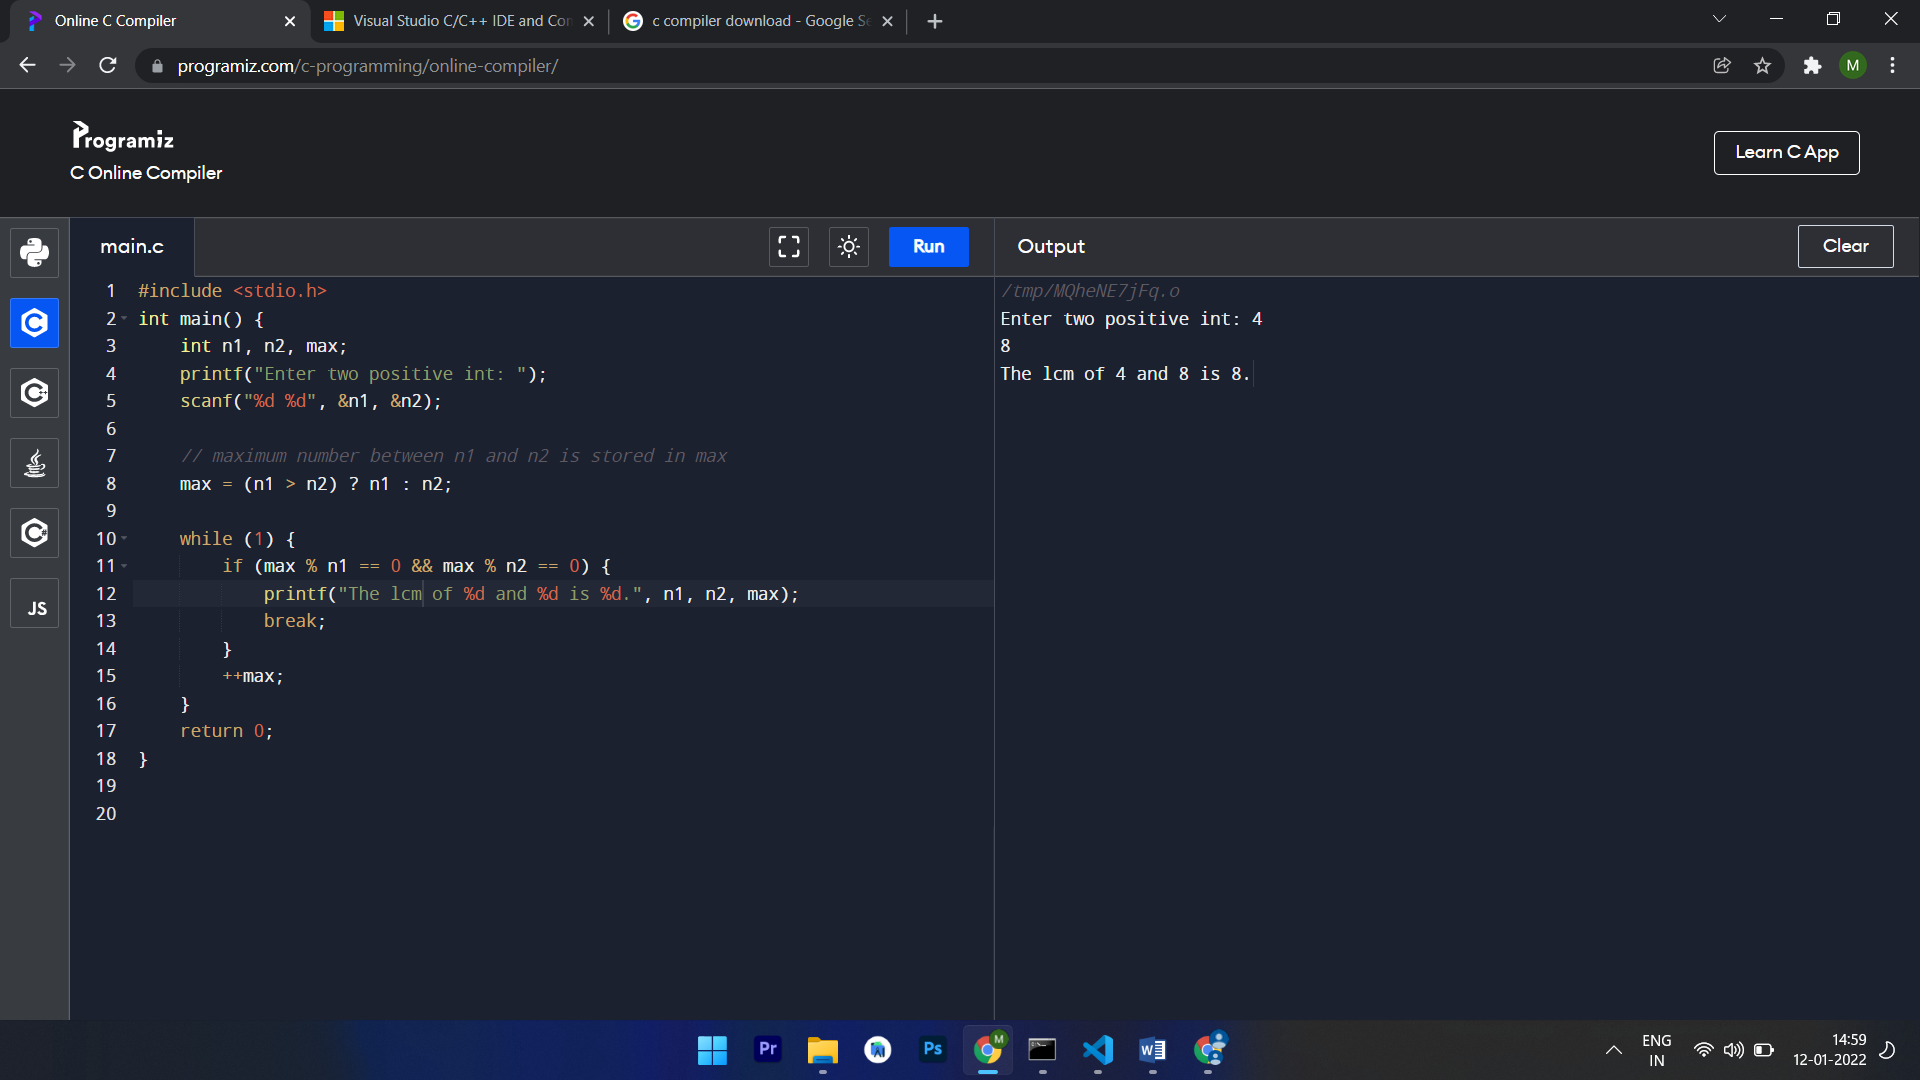 Online C Compiler
Visual Studio C/C++ IDE and Con
c compiler download - Google Se
programiz.com/c-programming/online-compiler/
M
Programiz
C Online Compiler
Learn C App
main.c
Run
Output
Clear
1 #include <stdio.h>
2 int main() {
3 int n1, n2, max;
4 printf("Enter two positive int: ");
5 scanf("%d %d", &n1, &n2);
6
7 // maximum number between n1 and n2 is stored in max
8 max = (n1 > n2) ? n1 : n2;
9
10 while (1) {
11 if (max % n1 == 0 && max % n2 == 0) {
12 printf("The lcm of %d and %d is %d.", n1, n2, max);
13 break;
14 }
15 ++max;
16 }
17 return 0;
18 }
19
20
/tmp/MQheNE7jFq.o
Enter two positive int: 4
8
The lcm of 4 and 8 is 8.
C
C++
C#
JS
Pr
Ps
M
W
ENG
IN
14:59
12-01-2022